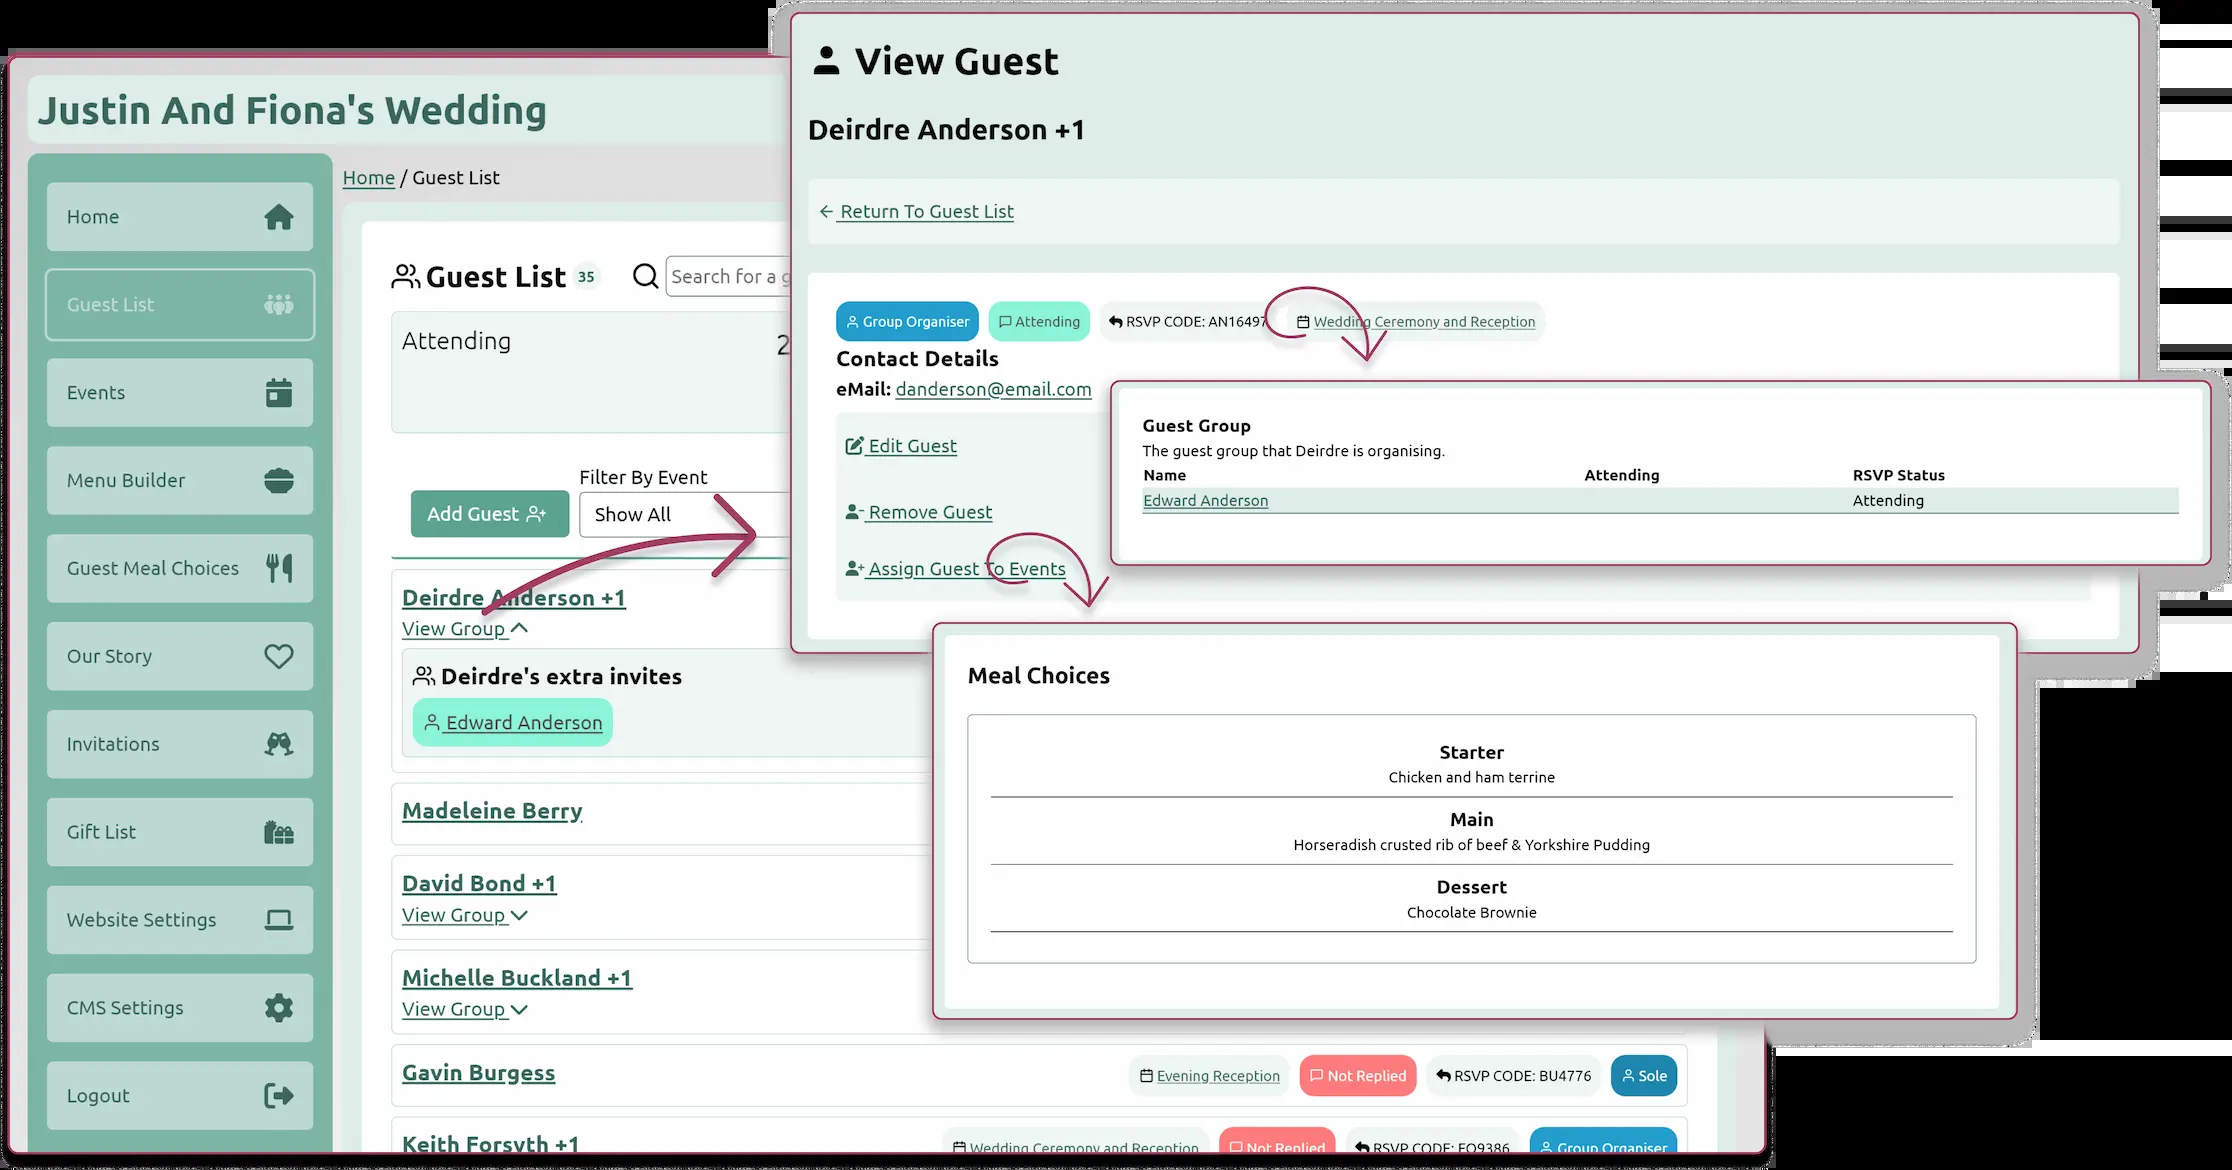 Justin And Fiona's Wedding
Home
Guest List
Events
Menu Builder
Guest Meal Choices
Our Story
Invitations
Gift List
Website Settings
CMS Settings
Logout
Home / Guest List
Guest List 35
Search for a g
Attending 2
Filter By Event
Add Guest
Show All
Deirdre Anderson +1
View Group
Deirdre's extra invites
Edward Anderson
Madeleine Berry
David Bond +1
View Group
Michelle Buckland +1
View Group
Gavin Burgess
Evening Reception
Not Replied
RSVP CODE: BU4776
Sole
Keith Forsyth +1
Wedding Ceremony and Reception
Not Replied
RSVP CODE: FO9386
Group Organiser
View Guest
Deirdre Anderson +1
Return To Guest List
Group Organiser
Attending
RSVP CODE: AN16497
Wedding Ceremony and Reception
Contact Details
eMail: danderson@email.com
Edit Guest
Remove Guest
Assign Guest To Events
Guest Group
The guest group that Deirdre is organising.
Name Attending RSVP Status
Edward Anderson Attending
Meal Choices
Starter
Chicken and ham terrine
Main
Horseradish crusted rib of beef & Yorkshire Pudding
Dessert
Chocolate Brownie